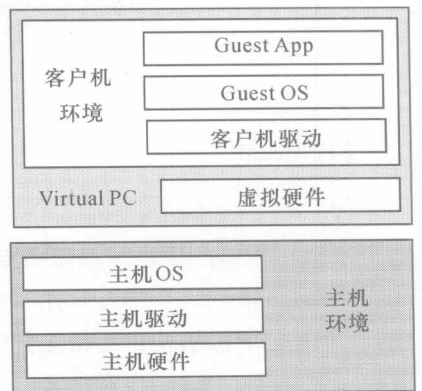 Guest App
客户机
环境
Guest OS
客户机驱动
Virtual PC
虚拟硬件
主机OS
主机
环境
主机驱动
主机硬件